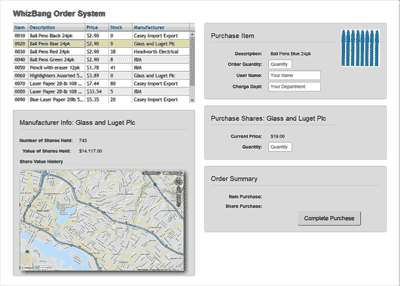 WhizBang Order System
Item Description Price Stock Manufacturer
0010 Ball Pens Black 24pk $2.90 0 Casey Import Export
0020 Ball Pens Blue 24pk $2.90 0 Glass and Luget Plc
0030 Ball Pens Red 24pk $2.90 38 Headworth Electrical
0040 Ball Pens Green 24pk $2.90 8 IBM
0050 Pencil with eraser 12pk $1.78 41 IBM
0060 Highlighters Assorted 5... $3.89 0 Glass and Luget Plc
0070 Laser Paper 28-lb 108 ... $7.44 80 Casey Import Export
0080 Laser Paper 28-lb 108 ... $33.54 5 IBM
0090 Blue Laser Paper 20lb 5... $5.35 20 Casey Import Export
Purchase Item
Description: Ball Pens Blue 24pk
Order Quantity: Quantity
User Name: Your Name
Charge Dept: Your Department
Manufacturer Info: Glass and Luget Plc
Number of Shares Held: 743
Value of Shares Held: $14,117.00
Share Value History
Purchase Shares: Glass and Luget Plc
Current Price: $19.00
Quantity: Quantity
Order Summary
Item Purchase:
Share Purchase:
Complete Purchase